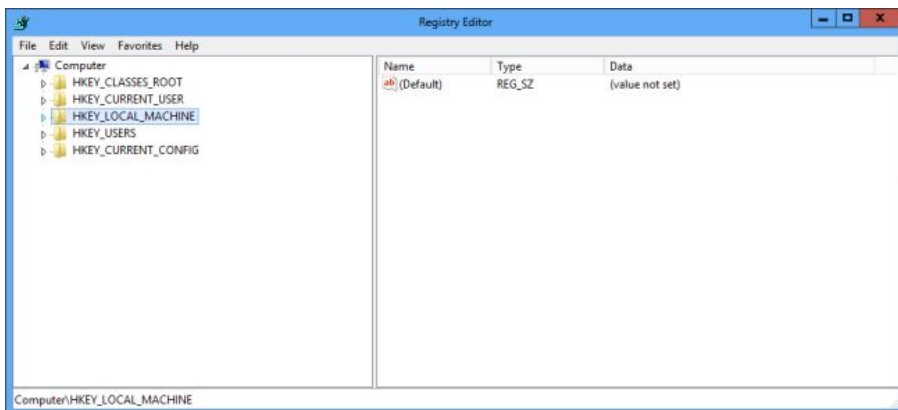 Registry Editor
File Edit View Favorites Help
Computer
HKEY_CLASSES_ROOT
HKEY_CURRENT_USER
HKEY_LOCAL_MACHINE
HKEY_USERS
HKEY_CURRENT_CONFIG
Name Type Data
ab (Default) REG_SZ (value not set)
Computer\HKEY_LOCAL_MACHINE